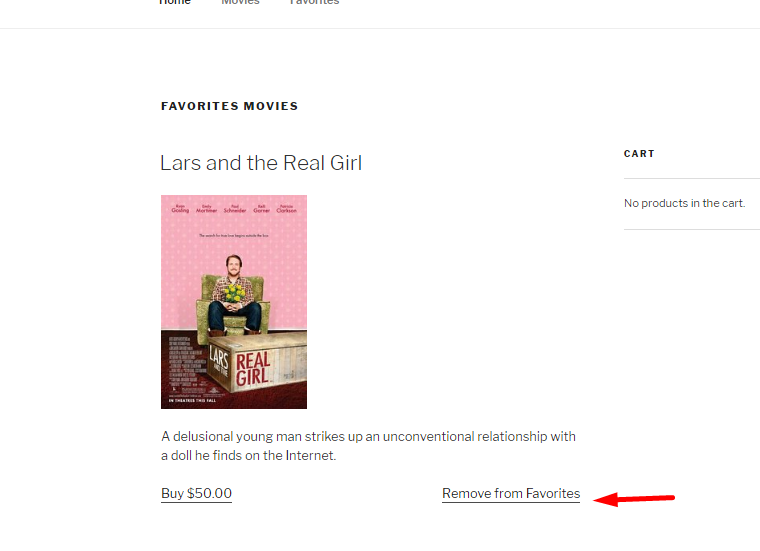 Home Movies Favorites
FAVORITES MOVIES
Lars and the Real Girl
CART
No products in the cart.
Ryan Emily Paul Kelli Patricia
Gosling Mortimer Schneider Garner Clarkson
The search for true love begins outside the box.
LARS
AND THE
REAL
GIRL
IN THEATRES THIS FALL
A delusional young man strikes up an unconventional relationship with
a doll he finds on the Internet.
Buy $50.00 Remove from Favorites